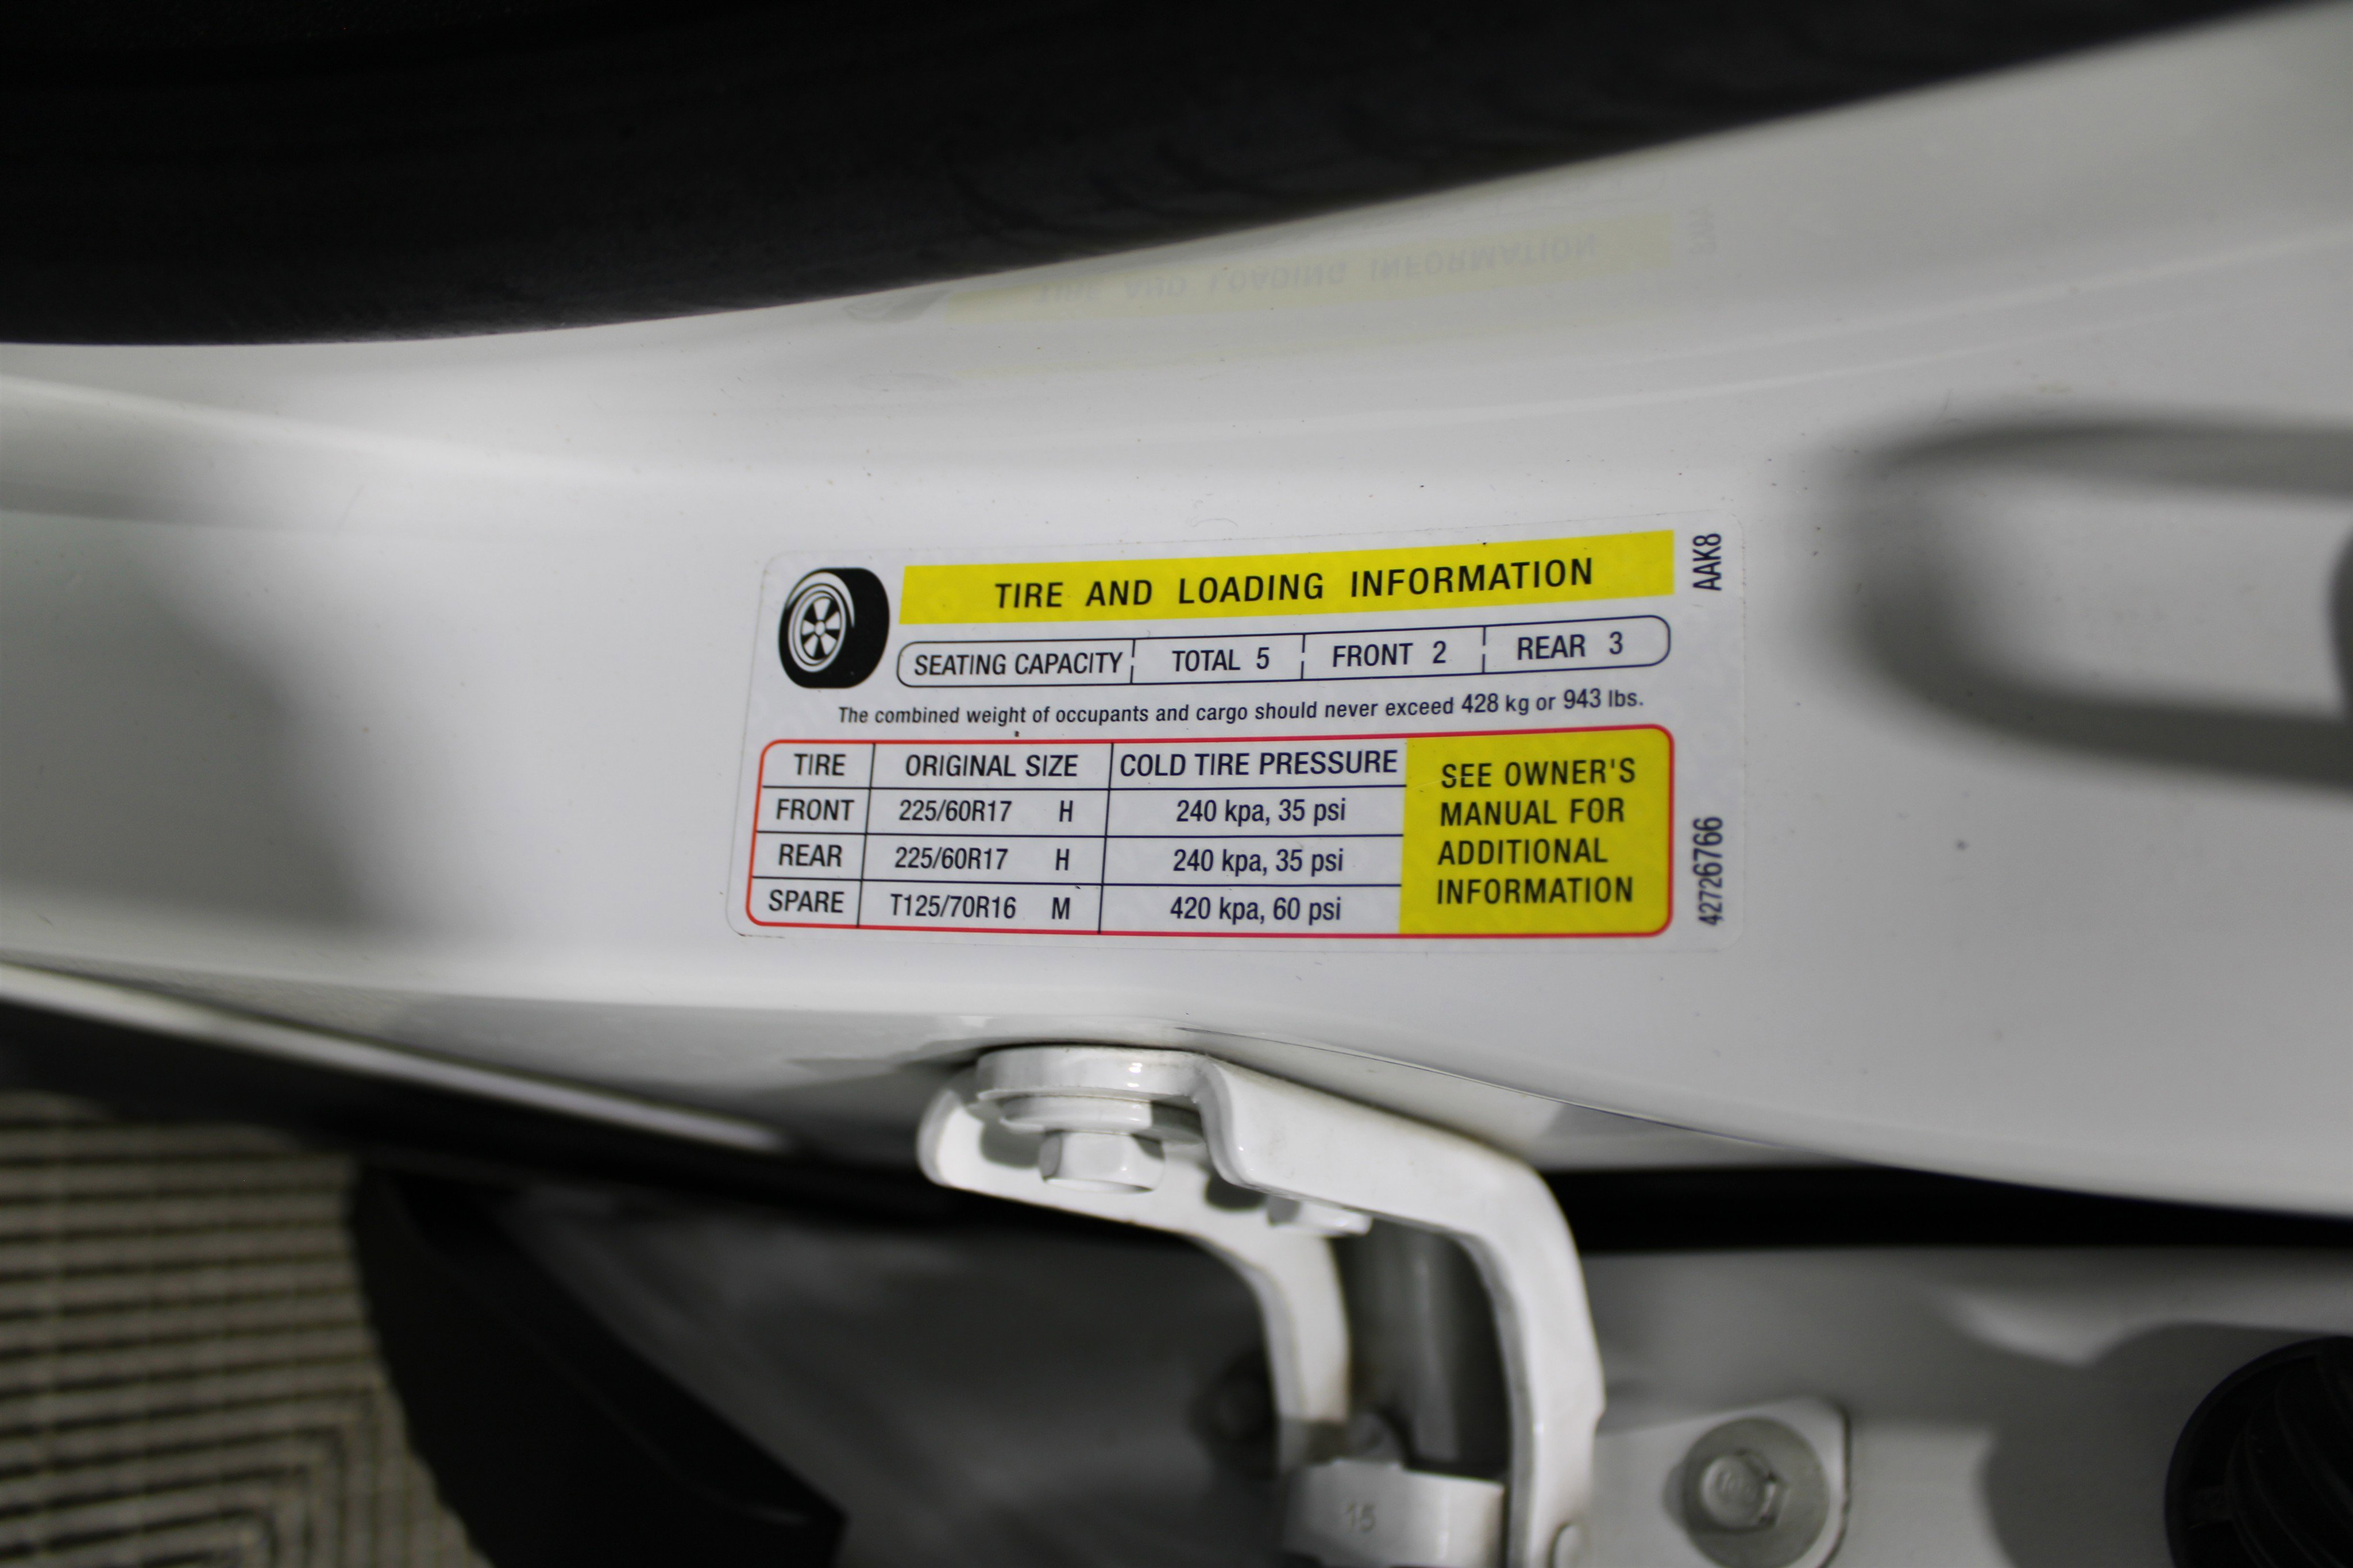 TIRE AND LOADING INFORMATION
AAK8
SEATING CAPACITY TOTAL 5 FRONT 2 REAR 3
The combined weight of occupants and cargo should never exceed 428 kg or 943 lbs.
TIRE ORIGINAL SIZE COLD TIRE PRESSURE
FRONT 225/60R17 H 240 kpa, 35 psi
REAR 225/60R17 H 240 kpa, 35 psi
SPARE T125/70R16 M 420 kpa, 60 psi
SEE OWNER'S
MANUAL FOR
ADDITIONAL
INFORMATION
42726766
15